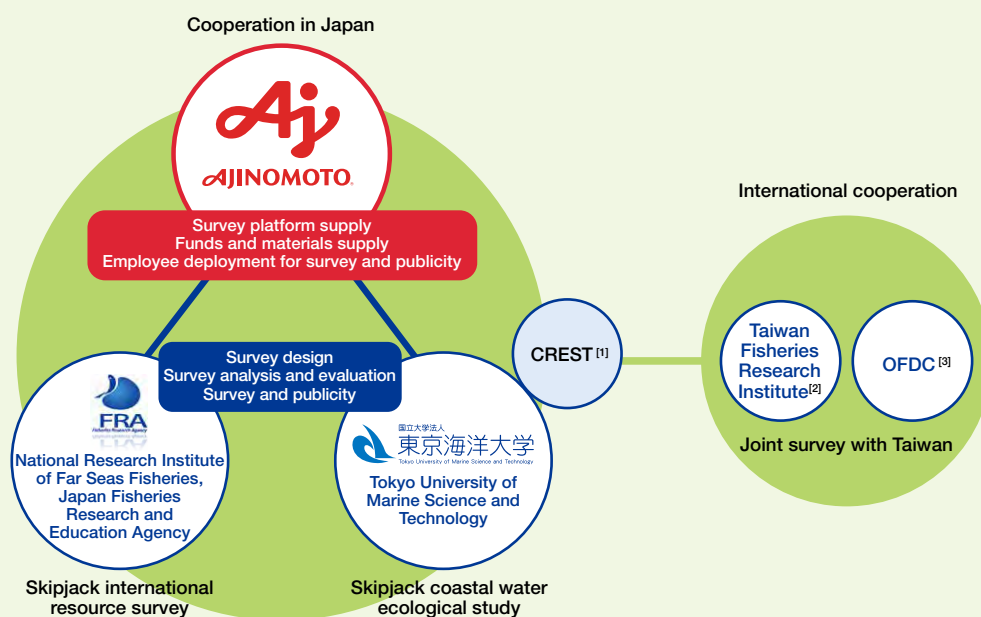 Cooperation in Japan
Aj
AJINOMOTO®
Survey platform supply
Funds and materials supply
Employee deployment for survey and publicity
International cooperation
Survey design
Survey analysis and evaluation
Survey and publicity
CREST [1]
Taiwan
Fisheries
Research
Institute[2]
OFDC [3]
Joint survey with Taiwan
FRA
Fisheries Research Agency
National Research Institute
of Far Seas Fisheries,
Japan Fisheries
Research and
Education Agency
国立大学法人
東京海洋大学
Tokyo University of Marine Science and Technology
Tokyo University of
Marine Science and
Technology
Skipjack international
resource survey
Skipjack coastal water
ecological study